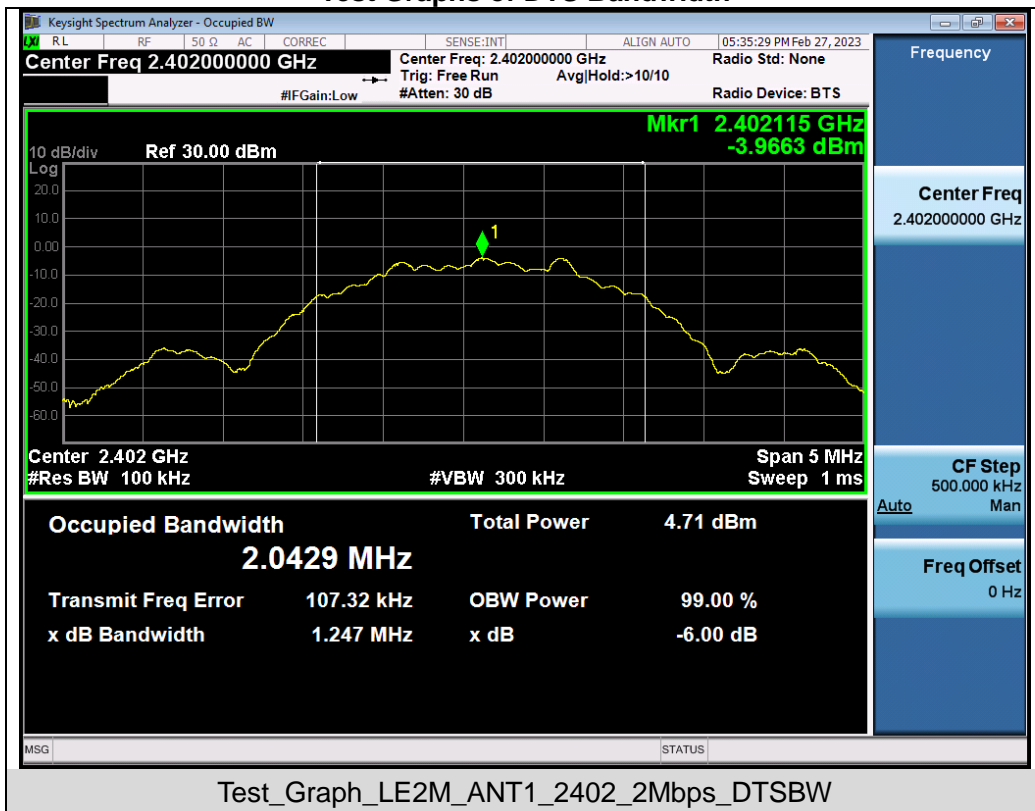 Test Graphs of DTS Bandwidth
Keysight Spectrum Analyzer - Occupied BW
LXI RL RF 50 Ω AC CORREC SENSE:INT ALIGN AUTO 05:35:29 PM Feb 27, 2023
Center Freq 2.402000000 GHz
Center Freq: 2.402000000 GHz
Radio Std: None
Trig: Free Run Avg|Hold:>10/10
#IFGain:Low #Atten: 30 dB
Radio Device: BTS
Frequency
Mkr1 2.402115 GHz
-3.9663 dBm
10 dB/div Ref 30.00 dBm
Log
20.0
10.0
0.00
-10.0
-20.0
-30.0
-40.0
-50.0
-60.0
1
Center 2.402 GHz Span 5 MHz
#Res BW 100 kHz #VBW 300 kHz Sweep 1 ms
Center Freq
2.402000000 GHz
CF Step
500.000 kHz
Auto Man
Freq Offset
0 Hz
Occupied Bandwidth Total Power 4.71 dBm
2.0429 MHz
Transmit Freq Error 107.32 kHz OBW Power 99.00 %
x dB Bandwidth 1.247 MHz x dB -6.00 dB
MSG STATUS
Test_Graph_LE2M_ANT1_2402_2Mbps_DTSBW